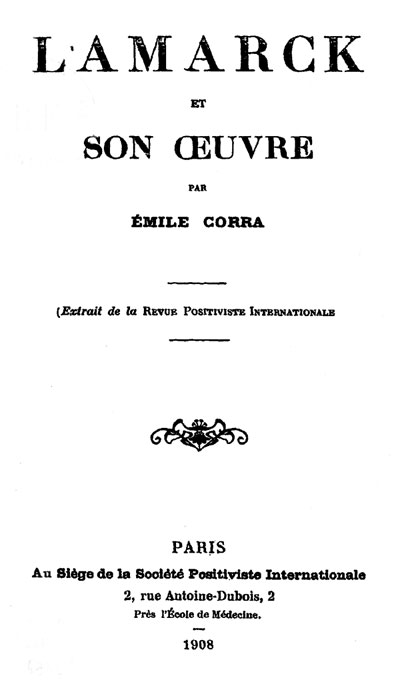 LAMARCK
ET
SON ŒUVRE
PAR
ÉMILE CORRA
(Extrait de la REVUE POSITIVISTE INTERNATIONALE
PARIS
Au Siège de la Société Positiviste Internationale
2, rue Antoine-Dubois, 2
Près l'École de Médecine.
1908